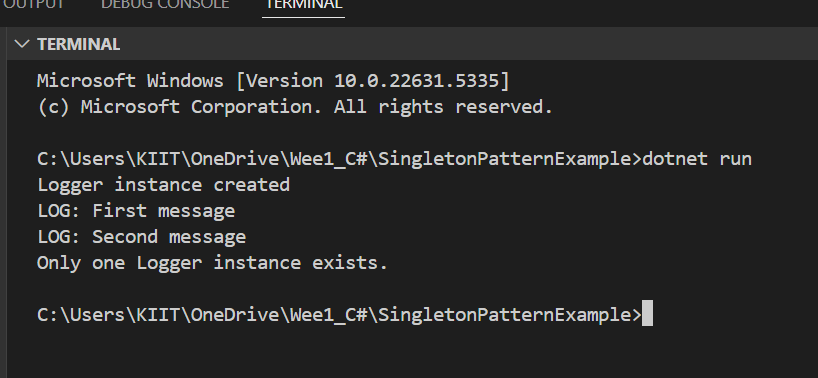 OUTPUT DEBUG CONSOLE TERMINAL
TERMINAL
Microsoft Windows [Version 10.0.22631.5335]
(c) Microsoft Corporation. All rights reserved.
C:\Users\KIIT\OneDrive\Wee1_C#\SingletonPatternExample>dotnet run
Logger instance created
LOG: First message
LOG: Second message
Only one Logger instance exists.
C:\Users\KIIT\OneDrive\Wee1_C#\SingletonPatternExample>